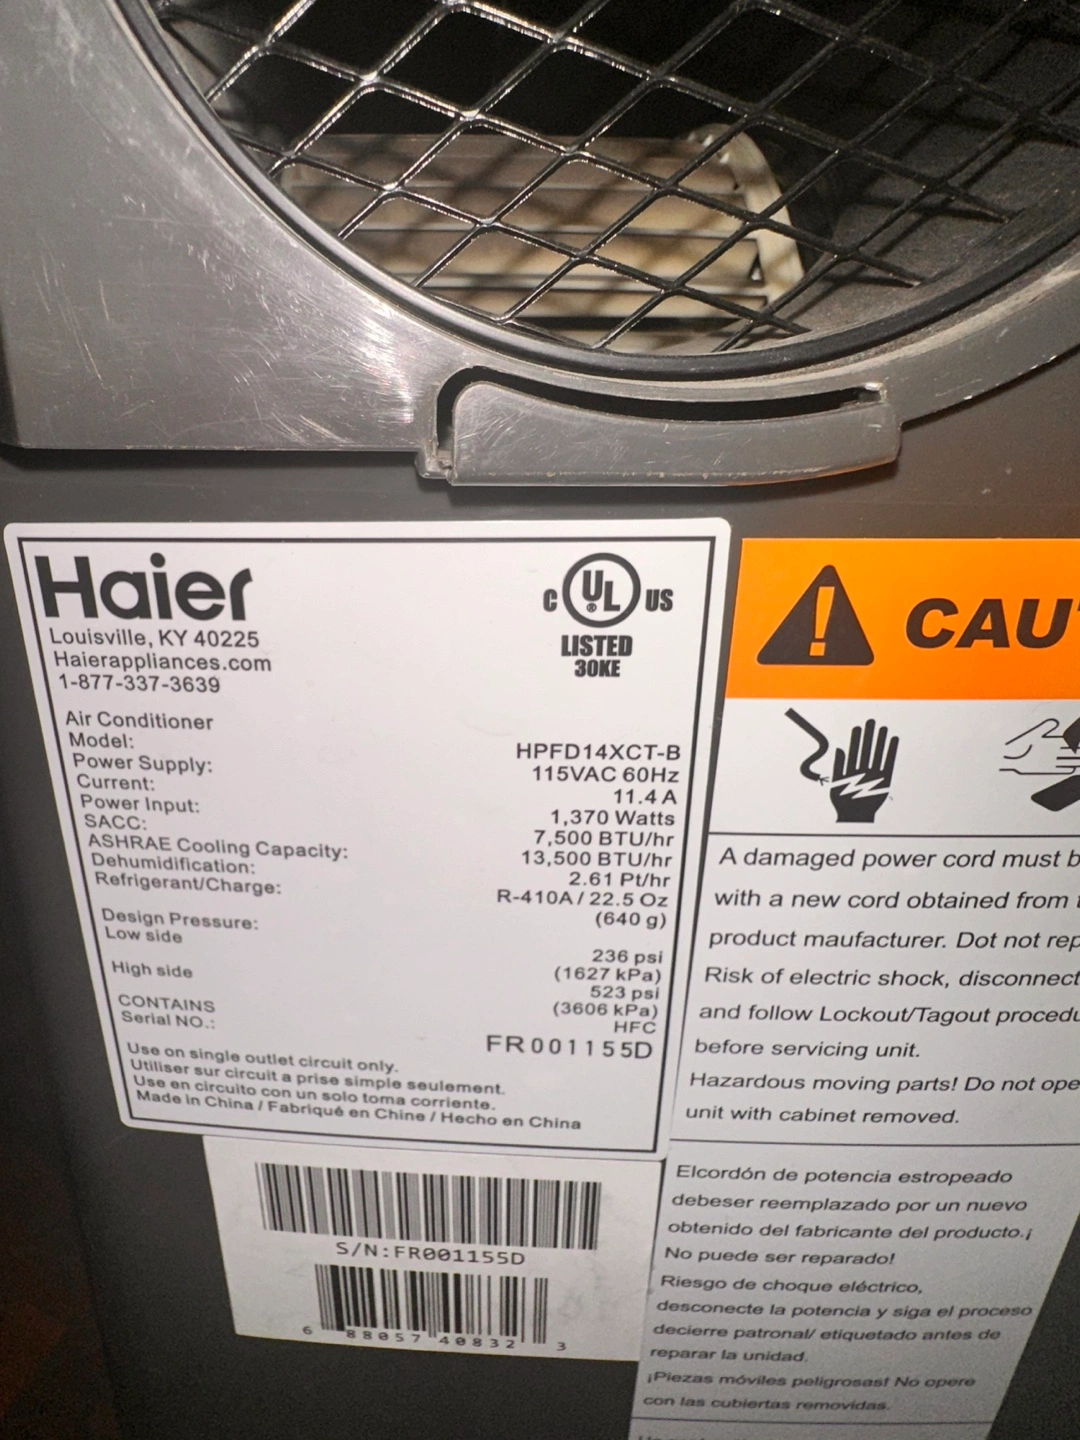 Haier
Louisville, KY 40225
Haierappliances.com
1-877-337-3639
C UL® US
LISTED
30KE
Air Conditioner
Model: HPFD14XCT-B
Power Supply: 115VAC 60Hz
Current: 11.4 A
Power Input: 1,370 Watts
SACC: 7,500 BTU/hr
ASHRAE Cooling Capacity: 13,500 BTU/hr
Dehumidification: 2.61 Pt/hr
Refrigerant/Charge: R-410A / 22.5 Oz
(640 g)
Design Pressure:
Low side 236 psi
(1627 kPa)
High side 523 psi
(3606 kPa)
CONTAINS HFC
Serial NO.: FR001155D
Use on single outlet circuit only.
Utiliser sur circuit a prise simple seulement.
Use en circuito con un solo toma corriente.
Made in China / Fabriqué en Chine / Hecho en China
S/N:FR001155D
6 88057 40832 3
CAU
A damaged power cord must b
with a new cord obtained from
product maufacturer. Dot not rep
Risk of electric shock, disconnect
and follow Lockout/Tagout procedu
before servicing unit.
Hazardous moving parts! Do not ope
unit with cabinet removed.
Elcordón de potencia estropeado
debeser reemplazado por un nuevo
obtenido del fabricante del producto.¡
No puede ser reparado!
Riesgo de choque eléctrico,
desconecte la potencia y siga el proceso
decierre patronal/ etiquetado antes de
reparar la unidad.
¡Piezas móviles peligrosas! No opere
con las cubiertas removidas.